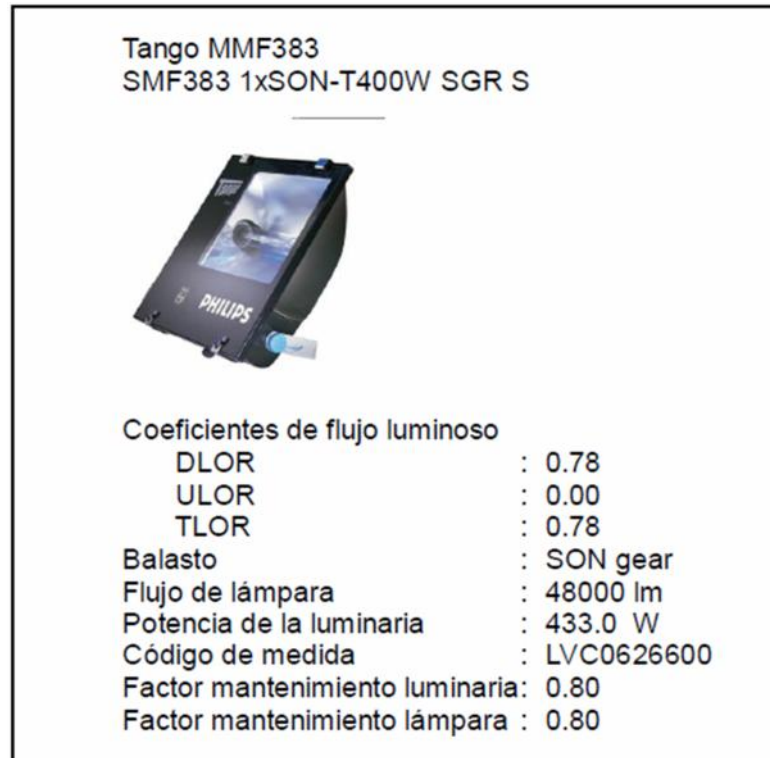 Tango MMF383
SMF383 1xSON-T400W SGR S
Tango
PHILIPS
Coeficientes de flujo luminoso
DLOR : 0.78
ULOR : 0.00
TLOR : 0.78
Balasto : SON gear
Flujo de lámpara : 48000 lm
Potencia de la luminaria : 433.0 W
Código de medida : LVC0626600
Factor mantenimiento luminaria: 0.80
Factor mantenimiento lámpara : 0.80